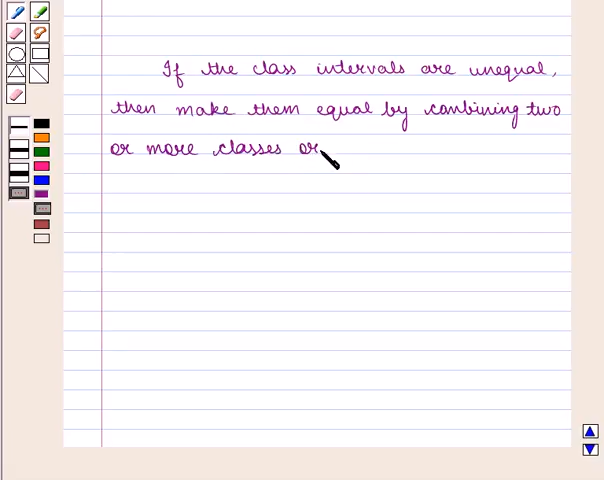 If the class intervals are unequal,
then make them equal by combining two
or more classes or